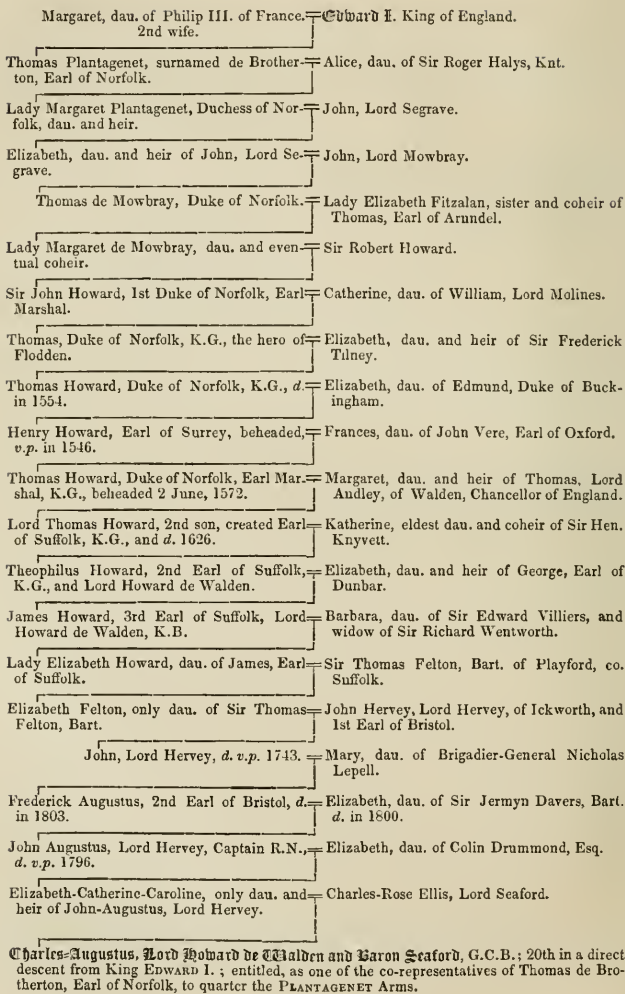 Margaret, dau. of Philip III. of France. Edward I. King of England.
2nd wife.
Thomas Plantagenet, surnamed de Brother- Alice, dau. of Sir Roger Halys, Knt.
ton, Earl of Norfolk.
Lady Margaret Plantagenet, Duchess of Nor- John, Lord Segrave.
folk, dau. and heir.
Elizabeth, dau. and heir of John, Lord Se- John, Lord Mowbray.
grave.
Thomas de Mowbray, Duke of Norfolk. Lady Elizabeth Fitzalan, sister and coheir of
Thomas, Earl of Arundel.
Lady Margaret de Mowbray, dau. and even- Sir Robert Howard.
tual coheir.
Sir John Howard, 1st Duke of Norfolk, Earl Catherine, dau. of William, Lord Molines.
Marshal.
Thomas, Duke of Norfolk, K.G., the hero of Elizabeth, dau. and heir of Sir Frederick
Flodden. Tilney.
Thomas Howard, Duke of Norfolk, K.G., d. Elizabeth, dau. of Edmund, Duke of Buck-
in 1554. ingham.
Henry Howard, Earl of Surrey, beheaded, Frances, dau. of John Vere, Earl of Oxford.
v.p. in 1546.
Thomas Howard, Duke of Norfolk, Earl Mar- Margaret, dau. and heir of Thomas, Lord
shal, K.G., beheaded 2 June, 1572. Audley, of Walden, Chancellor of England.
Lord Thomas Howard, 2nd son, created Earl Katherine, eldest dau. and coheir of Sir Hen.
of Suffolk, K.G., and d. 1626. Knyvett.
Theophilus Howard, 2nd Earl of Suffolk, Elizabeth, dau. and heir of George, Earl of
K.G., and Lord Howard de Walden. Dunbar.
James Howard, 3rd Earl of Suffolk, Lord Barbara, dau. of Sir Edward Villiers, and
Howard de Walden, K.B. widow of Sir Richard Wentworth.
Lady Elizabeth Howard, dau. of James, Earl Sir Thomas Felton, Bart. of Playford, co.
of Suffolk. Suffolk.
Elizabeth Felton, only dau. of Sir Thomas John Hervey, Lord Hervey, of Ickworth, and
Felton, Bart. 1st Earl of Bristol.
John, Lord Hervey, d. v.p. 1743. Mary, dau. of Brigadier-General Nicholas
Lepell.
Frederick Augustus, 2nd Earl of Bristol, d. Elizabeth, dau. of Sir Jermyn Davers, Bart.
in 1803. d. in 1800.
John Augustus, Lord Hervey, Captain R.N., Elizabeth, dau. of Colin Drummond, Esq.
d. v.p. 1796.
Elizabeth-Catherine-Caroline, only dau. and Charles-Rose Ellis, Lord Seaford.
heir of John-Augustus, Lord Hervey.
Charles-Augustus, Lord Howard de Walden and Baron Seaford, G.C.B.; 20th in a direct
descent from King EDWARD I.; entitled, as one of the co-representatives of Thomas de Bro-
therton, Earl of Norfolk, to quarter the PLANTAGENET Arms.